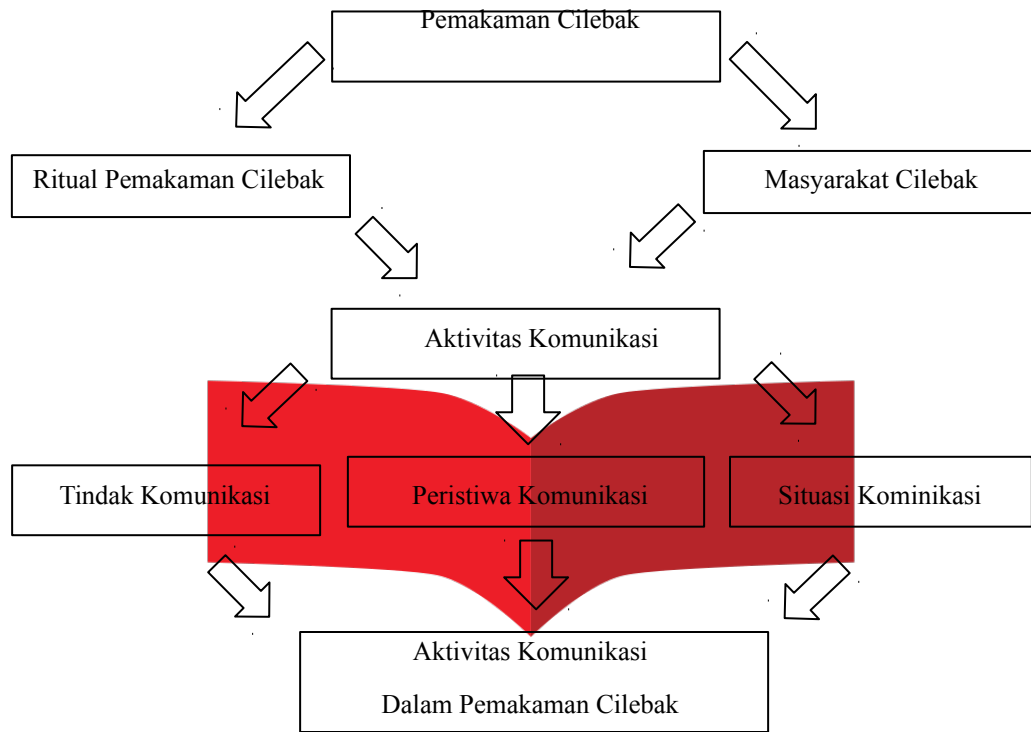 Pemakaman Cilebak
Ritual Pemakaman Cilebak
Masyarakat Cilebak
Aktivitas Komunikasi
Tindak Komunikasi
Peristiwa Komunikasi
Situasi Kominikasi
Aktivitas Komunikasi
Dalam Pemakaman Cilebak